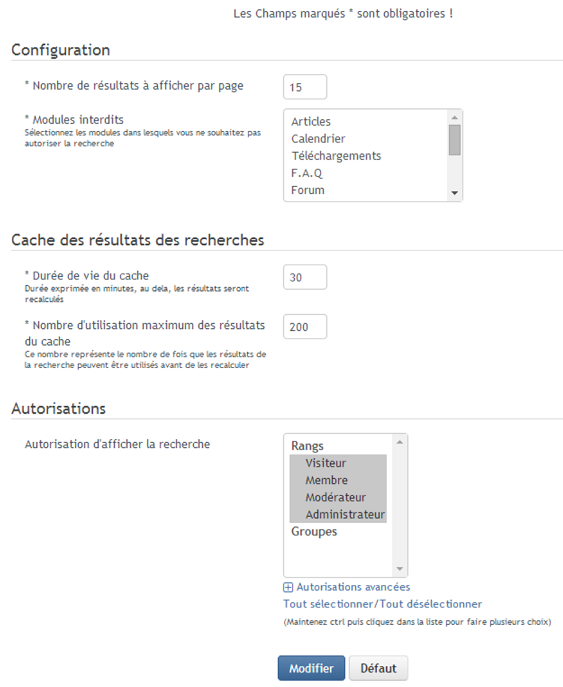 Les Champs marqués * sont obligatoires !
Configuration
* Nombre de résultats à afficher par page
15
* Modules interdits
Sélectionnez les modules dans lesquels vous ne souhaitez pas
autoriser la recherche
Articles
Calendrier
Téléchargements
F.A.Q
Forum
Cache des résultats des recherches
* Durée de vie du cache
Durée exprimée en minutes, au dela, les résultats seront
recalculés
30
* Nombre d'utilisation maximum des résultats
du cache
Ce nombre représente le nombre de fois que les résultats de
la recherche peuvent être utilisés avant de les recalculer
200
Autorisations
Autorisation d'afficher la recherche
Rangs
Visiteur
Membre
Modérateur
Administrateur
Groupes
Autorisations avancées
Tout sélectionner/Tout désélectionner
(Maintenez ctrl puis cliquez dans la liste pour faire plusieurs choix)
Modifier Défaut